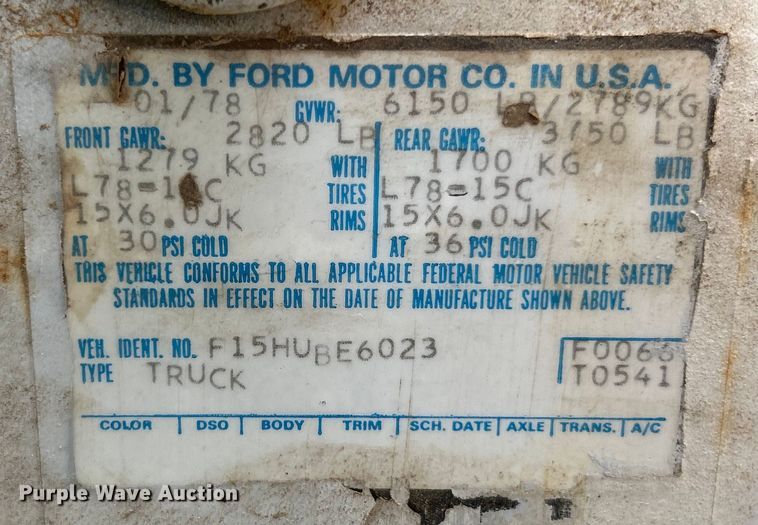 MFD. BY FORD MOTOR CO. IN U.S.A.
01/78 GVWR: 6150 LB/2789KG
FRONT GAWR: 2820 LB REAR GAWR: 3750 LB
1279 KG WITH 1700 KG WITH
L78=15C TIRES L78=15C TIRES
15X6.0JK RIMS 15X6.0JK RIMS
AT 30 PSI COLD AT 36 PSI COLD
THIS VEHICLE CONFORMS TO ALL APPLICABLE FEDERAL MOTOR VEHICLE SAFETY
STANDARDS IN EFFECT ON THE DATE OF MANUFACTURE SHOWN ABOVE.
VEH. IDENT. NO. F15HUBE6023 F0066
TYPE TRUCK T0541
COLOR DSO BODY TRIM SCH. DATE AXLE TRANS. A/C
Purple Wave Auction